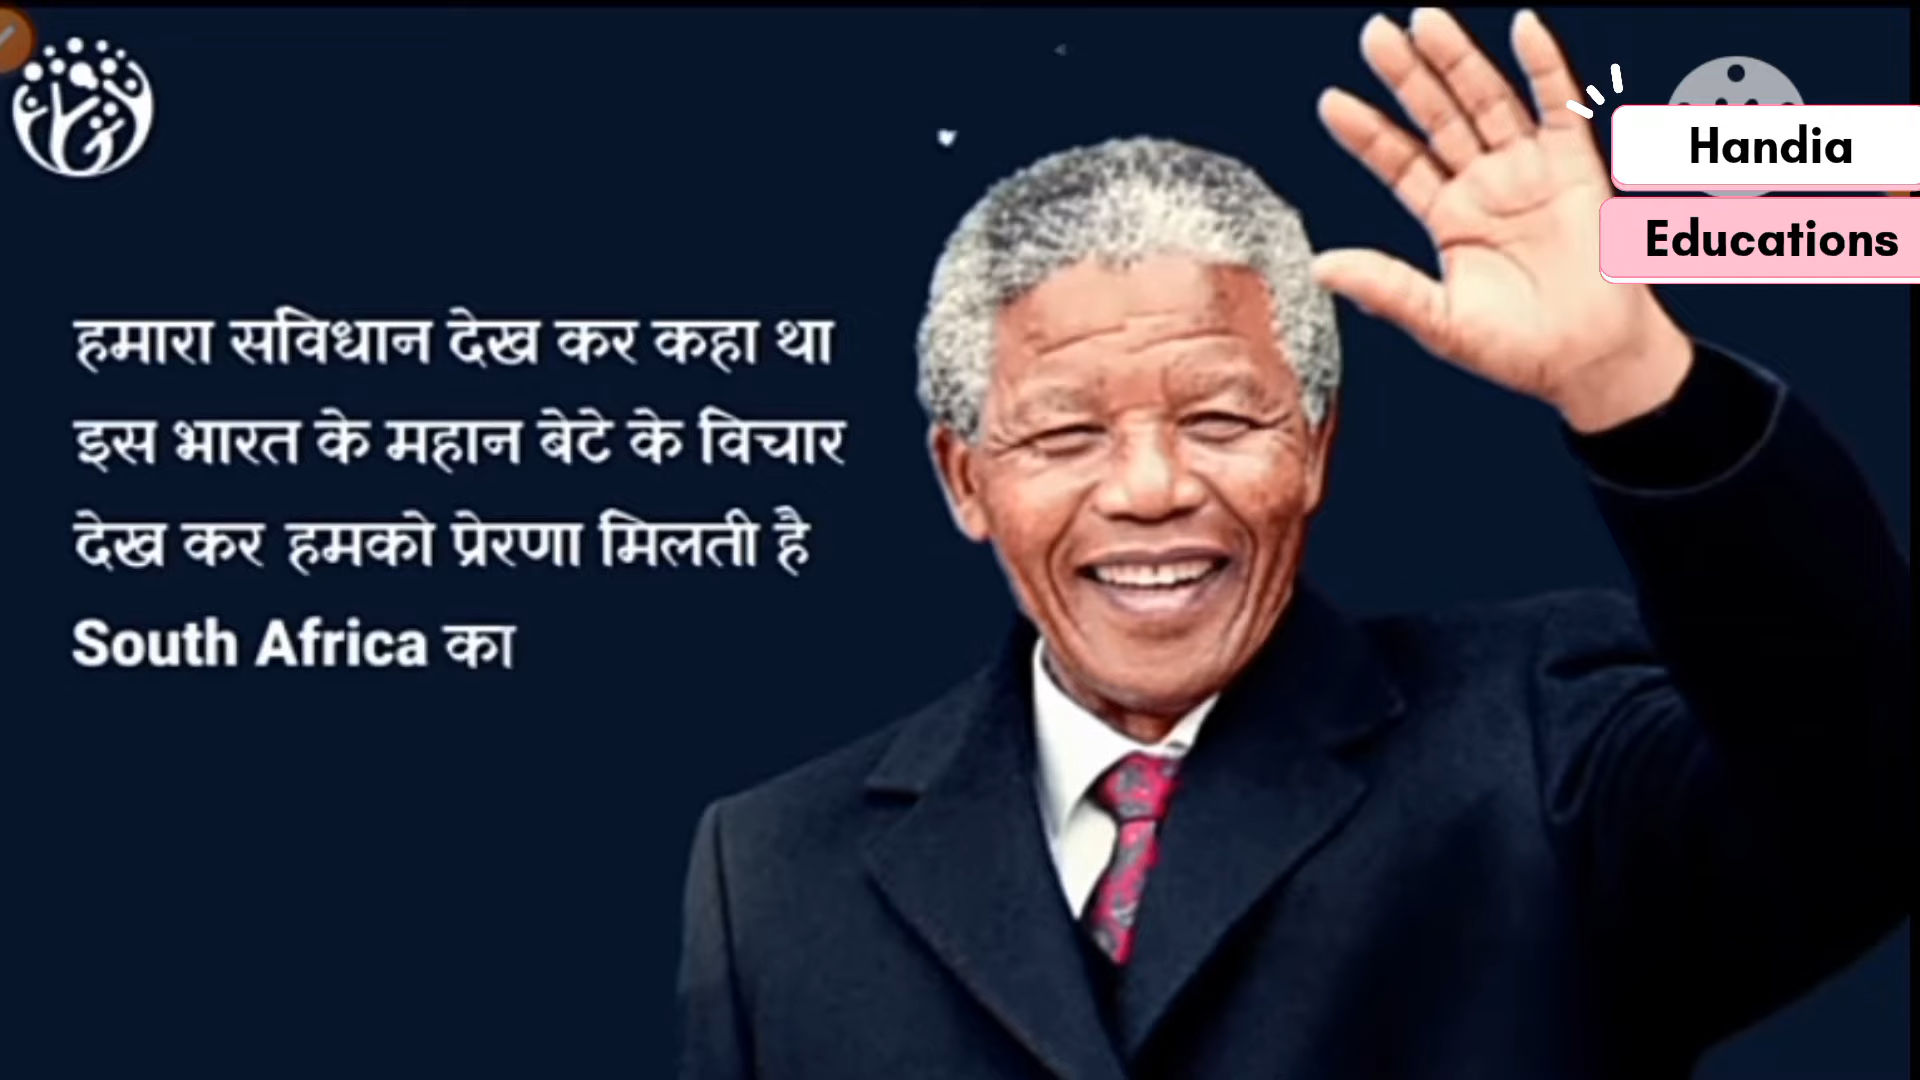 Handia
Educations
हमारा सविधान देख कर कहा था
इस भारत के महान बेटे के विचार
देख कर हमको प्रेरणा मिलती है
South Africa का